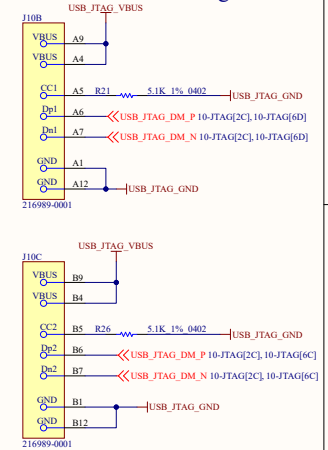 USB_JTAG_VBUS
J10B
VBUS A9
VBUS A4
CC1 A5 R21 5.1K_1%_0402 USB_JTAG_GND
Dp1 A6 USB_JTAG_DM_P 10-JTAG[2C], 10-JTAG[6D]
Dn1 A7 USB_JTAG_DM_N 10-JTAG[2C], 10-JTAG[6D]
GND A1
GND A12 USB_JTAG_GND
216989-0001
USB_JTAG_VBUS
J10C
VBUS B9
VBUS B4
CC2 B5 R26 5.1K_1%_0402 USB_JTAG_GND
Dp2 B6 USB_JTAG_DM_P 10-JTAG[2C], 10-JTAG[6C]
Dn2 B7 USB_JTAG_DM_N 10-JTAG[2C], 10-JTAG[6C]
GND B1 USB_JTAG_GND
GND B12
216989-0001